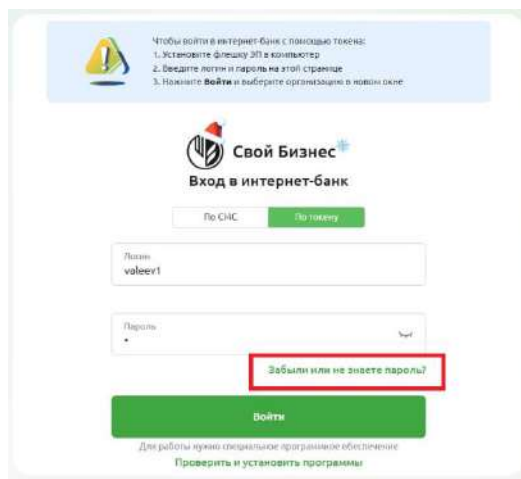 Чтобы войти в интернет-банк с помощью токена:
1. Установите флешку ЭП в компьютер
2. Введите логин и пароль на этой странице
3. Нажмите Войти и выберите организацию в новом окне
Свой Бизнес
Вход в интернет-банк
По СМС
По токену
Логин
valeev1
Пароль
•
Забыли или не знаете пароль?
Войти
Для работы нужно специальное программное обеспечение
Проверить и установить программы